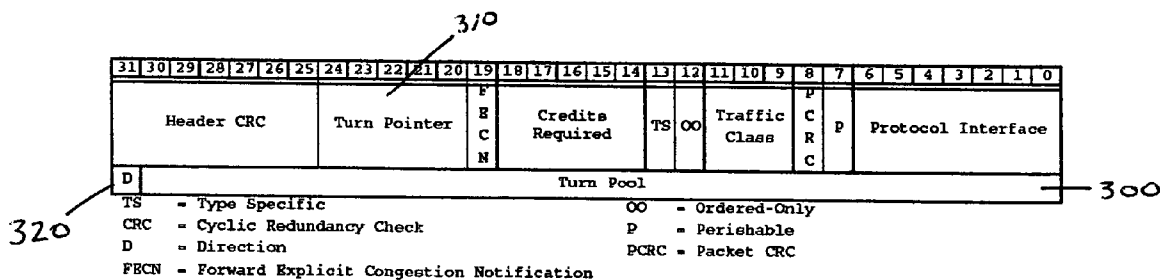 310
31 30 29 28 27 26 25 24 23 22 21 20 19 18 17 16 15 14 13 12 11 10 9 8 7 6 5 4 3 2 1 0
Header CRC Turn Pointer FECN Credits Required TS OO Traffic Class PCRC P Protocol Interface
D Turn Pool 300
320
TS = Type Specific OO = Ordered-Only
CRC = Cyclic Redundancy Check P = Perishable
D = Direction PCRC = Packet CRC
FECN = Forward Explicit Congestion Notification